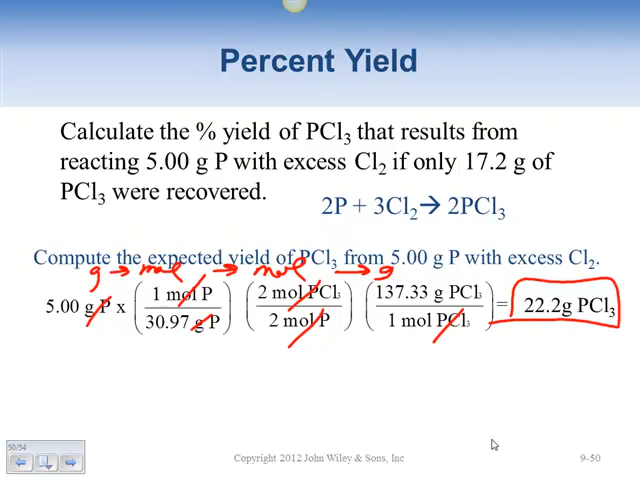 Percent Yield
Calculate the % yield of PCl₃ that results from
reacting 5.00 g P with excess Cl₂ if only 17.2 g of
PCl₃ were recovered.
2P + 3Cl₂→ 2PCl₃
Compute the expected yield of PCl₃ from 5.00 g P with excess Cl₂.
g → mol → mol → g
5.00 g P x (1 mol P / 30.97 g P) (2 mol PCl₃ / 2 mol P) (137.33 g PCl₃ / 1 mol PCl₃) = 22.2g PCl₃
50/54
Copyright 2012 John Wiley & Sons, Inc
9-50